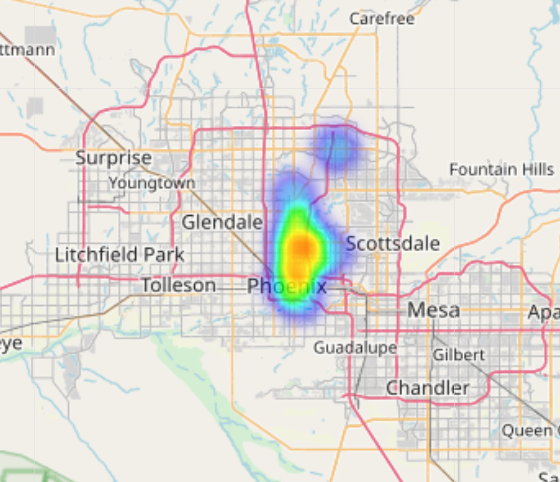 Carefree
ttmann
Surprise
Fountain Hills
Youngtown
Glendale
Scottsdale
Litchfield Park
Tolleson
Phoenix
Mesa
Apa
eye
Guadalupe
Gilbert
Chandler
Queen C
Sa